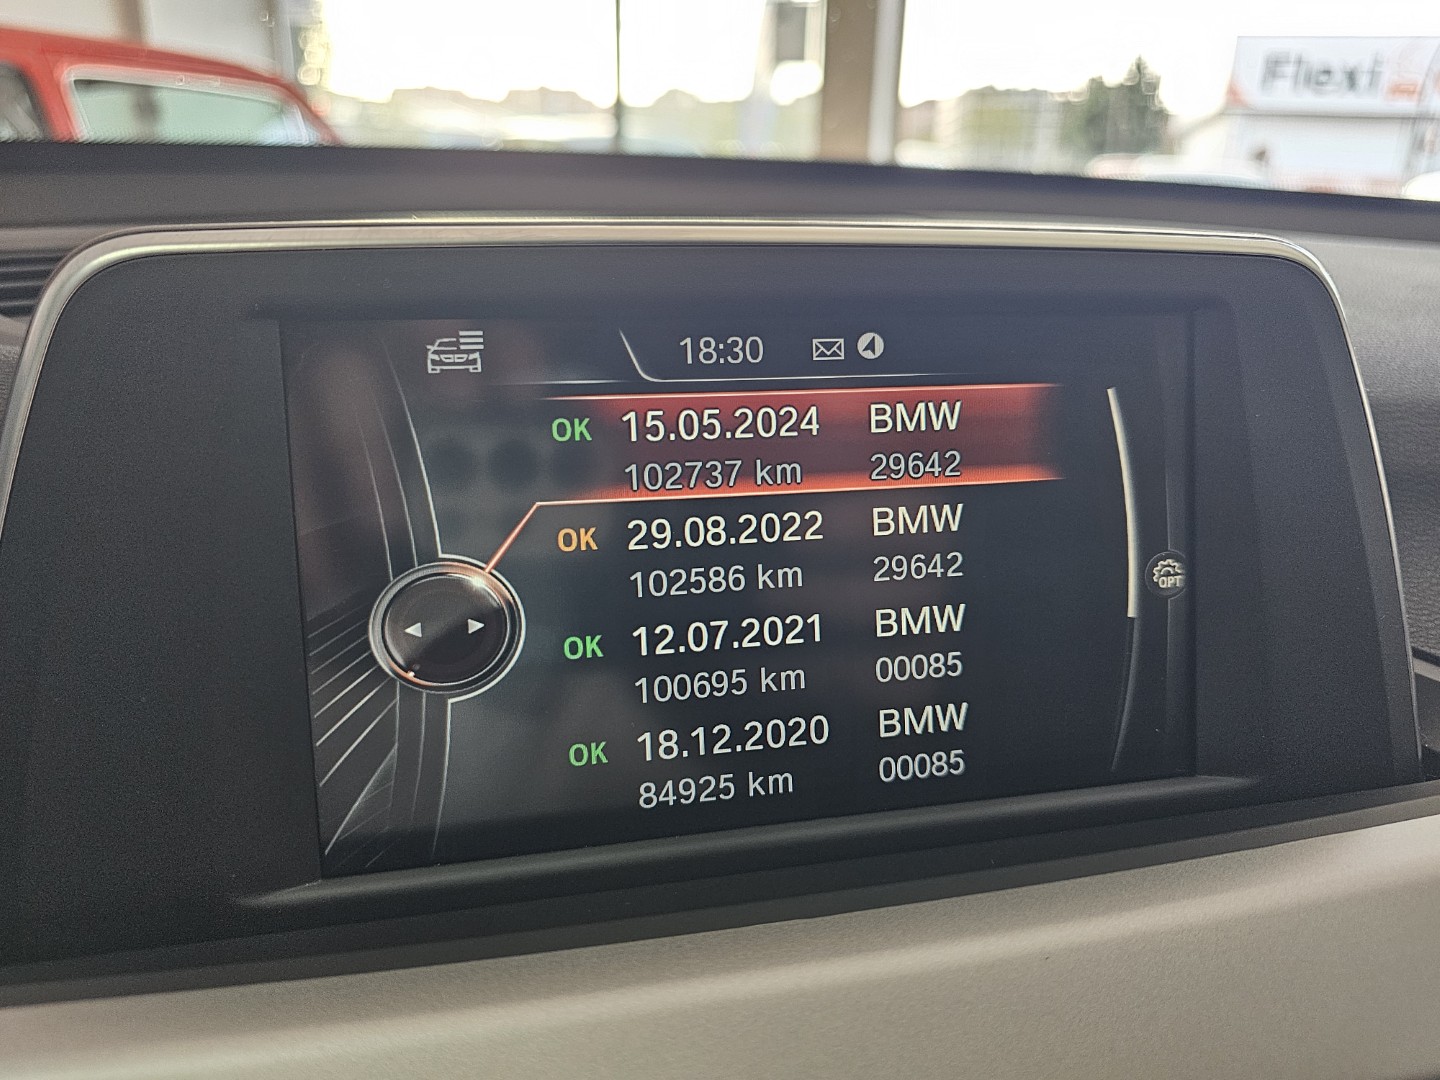 Flexi
18:30
OK 15.05.2024 BMW
102737 km 29642
OK 29.08.2022 BMW
102586 km 29642
OK 12.07.2021 BMW
100695 km 00085
OK 18.12.2020 BMW
84925 km 00085
OPT